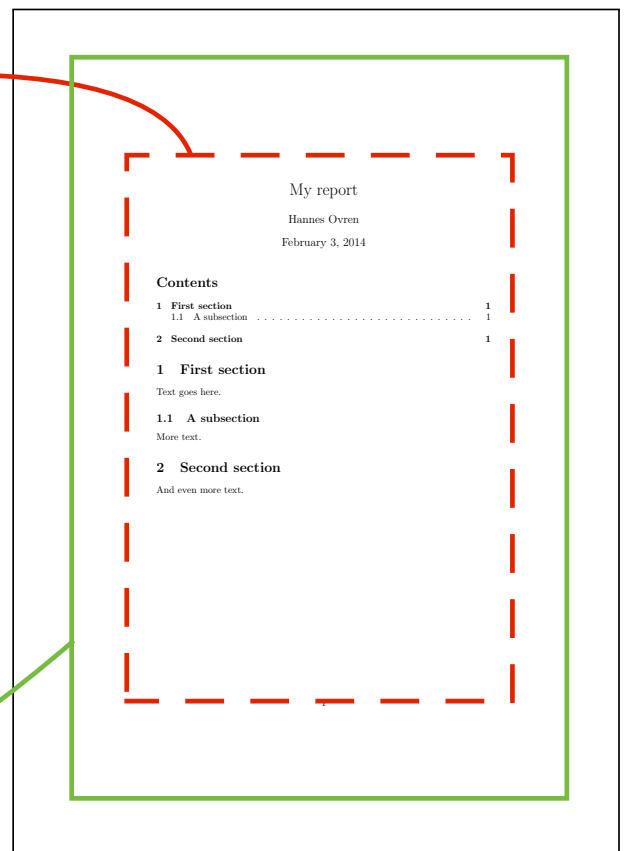 My report
Hannes Ovren
February 3, 2014
Contents
1 First section 1
1.1 A subsection . . . . . . . . . . . . . . . . . . . . . . . . . . . . . 1
2 Second section 1
1 First section
Text goes here.
1.1 A subsection
More text.
2 Second section
And even more text.